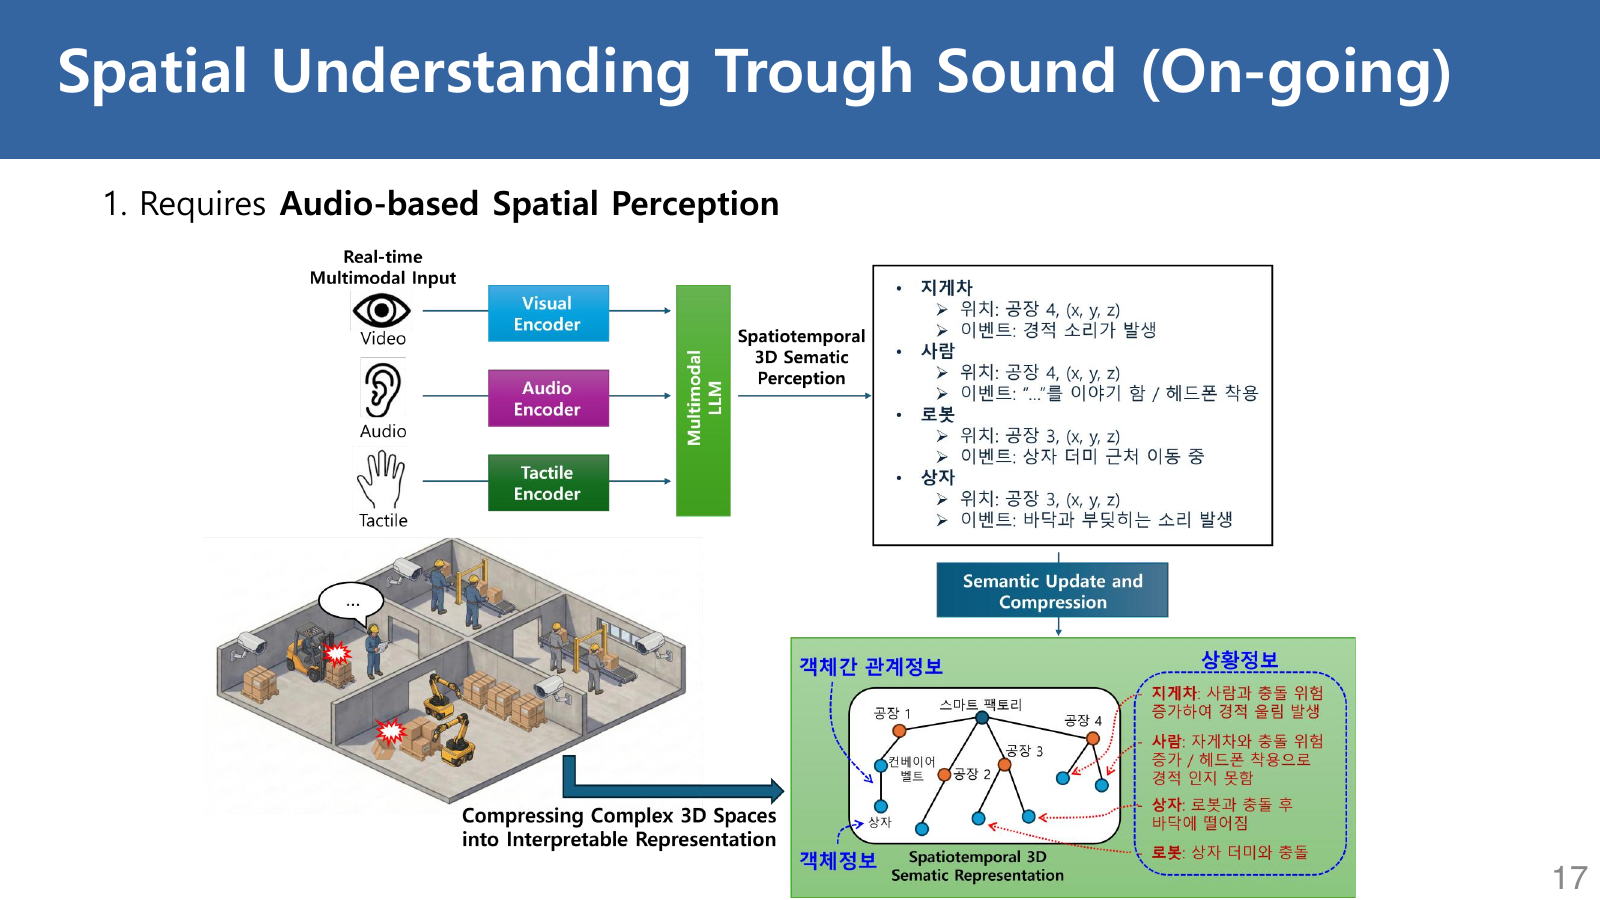 Spatial Understanding Trough Sound (On-going)
1. Requires Audio-based Spatial Perception
Real-time
Multimodal Input
Video
Audio
Tactile
Visual
Encoder
Audio
Encoder
Tactile
Encoder
Multimodal
LLM
Spatiotemporal
3D Sematic
Perception
• 지게차
➢ 위치: 공장 4, (x, y, z)
➢ 이벤트: 경적 소리가 발생
• 사람
➢ 위치: 공장 4, (x, y, z)
➢ 이벤트: “...”를 이야기 함 / 헤드폰 착용
• 로봇
➢ 위치: 공장 3, (x, y, z)
➢ 이벤트: 상자 더미 근처 이동 중
• 상자
➢ 위치: 공장 3, (x, y, z)
➢ 이벤트: 바닥과 부딪히는 소리 발생
Semantic Update and
Compression
...
Compressing Complex 3D Spaces
into Interpretable Representation
객체간 관계정보
스마트 팩토리
공장 1
공장 4
공장 3
컨베이어
벨트
공장 2
상자
객체정보
Spatiotemporal 3D
Sematic Representation
상황정보
지게차: 사람과 충돌 위험
증가하여 경적 울림 발생
사람: 자게차와 충돌 위험
증가 / 헤드폰 착용으로
경적 인지 못함
상자: 로봇과 충돌 후
바닥에 떨어짐
로봇: 상자 더미와 충돌
17